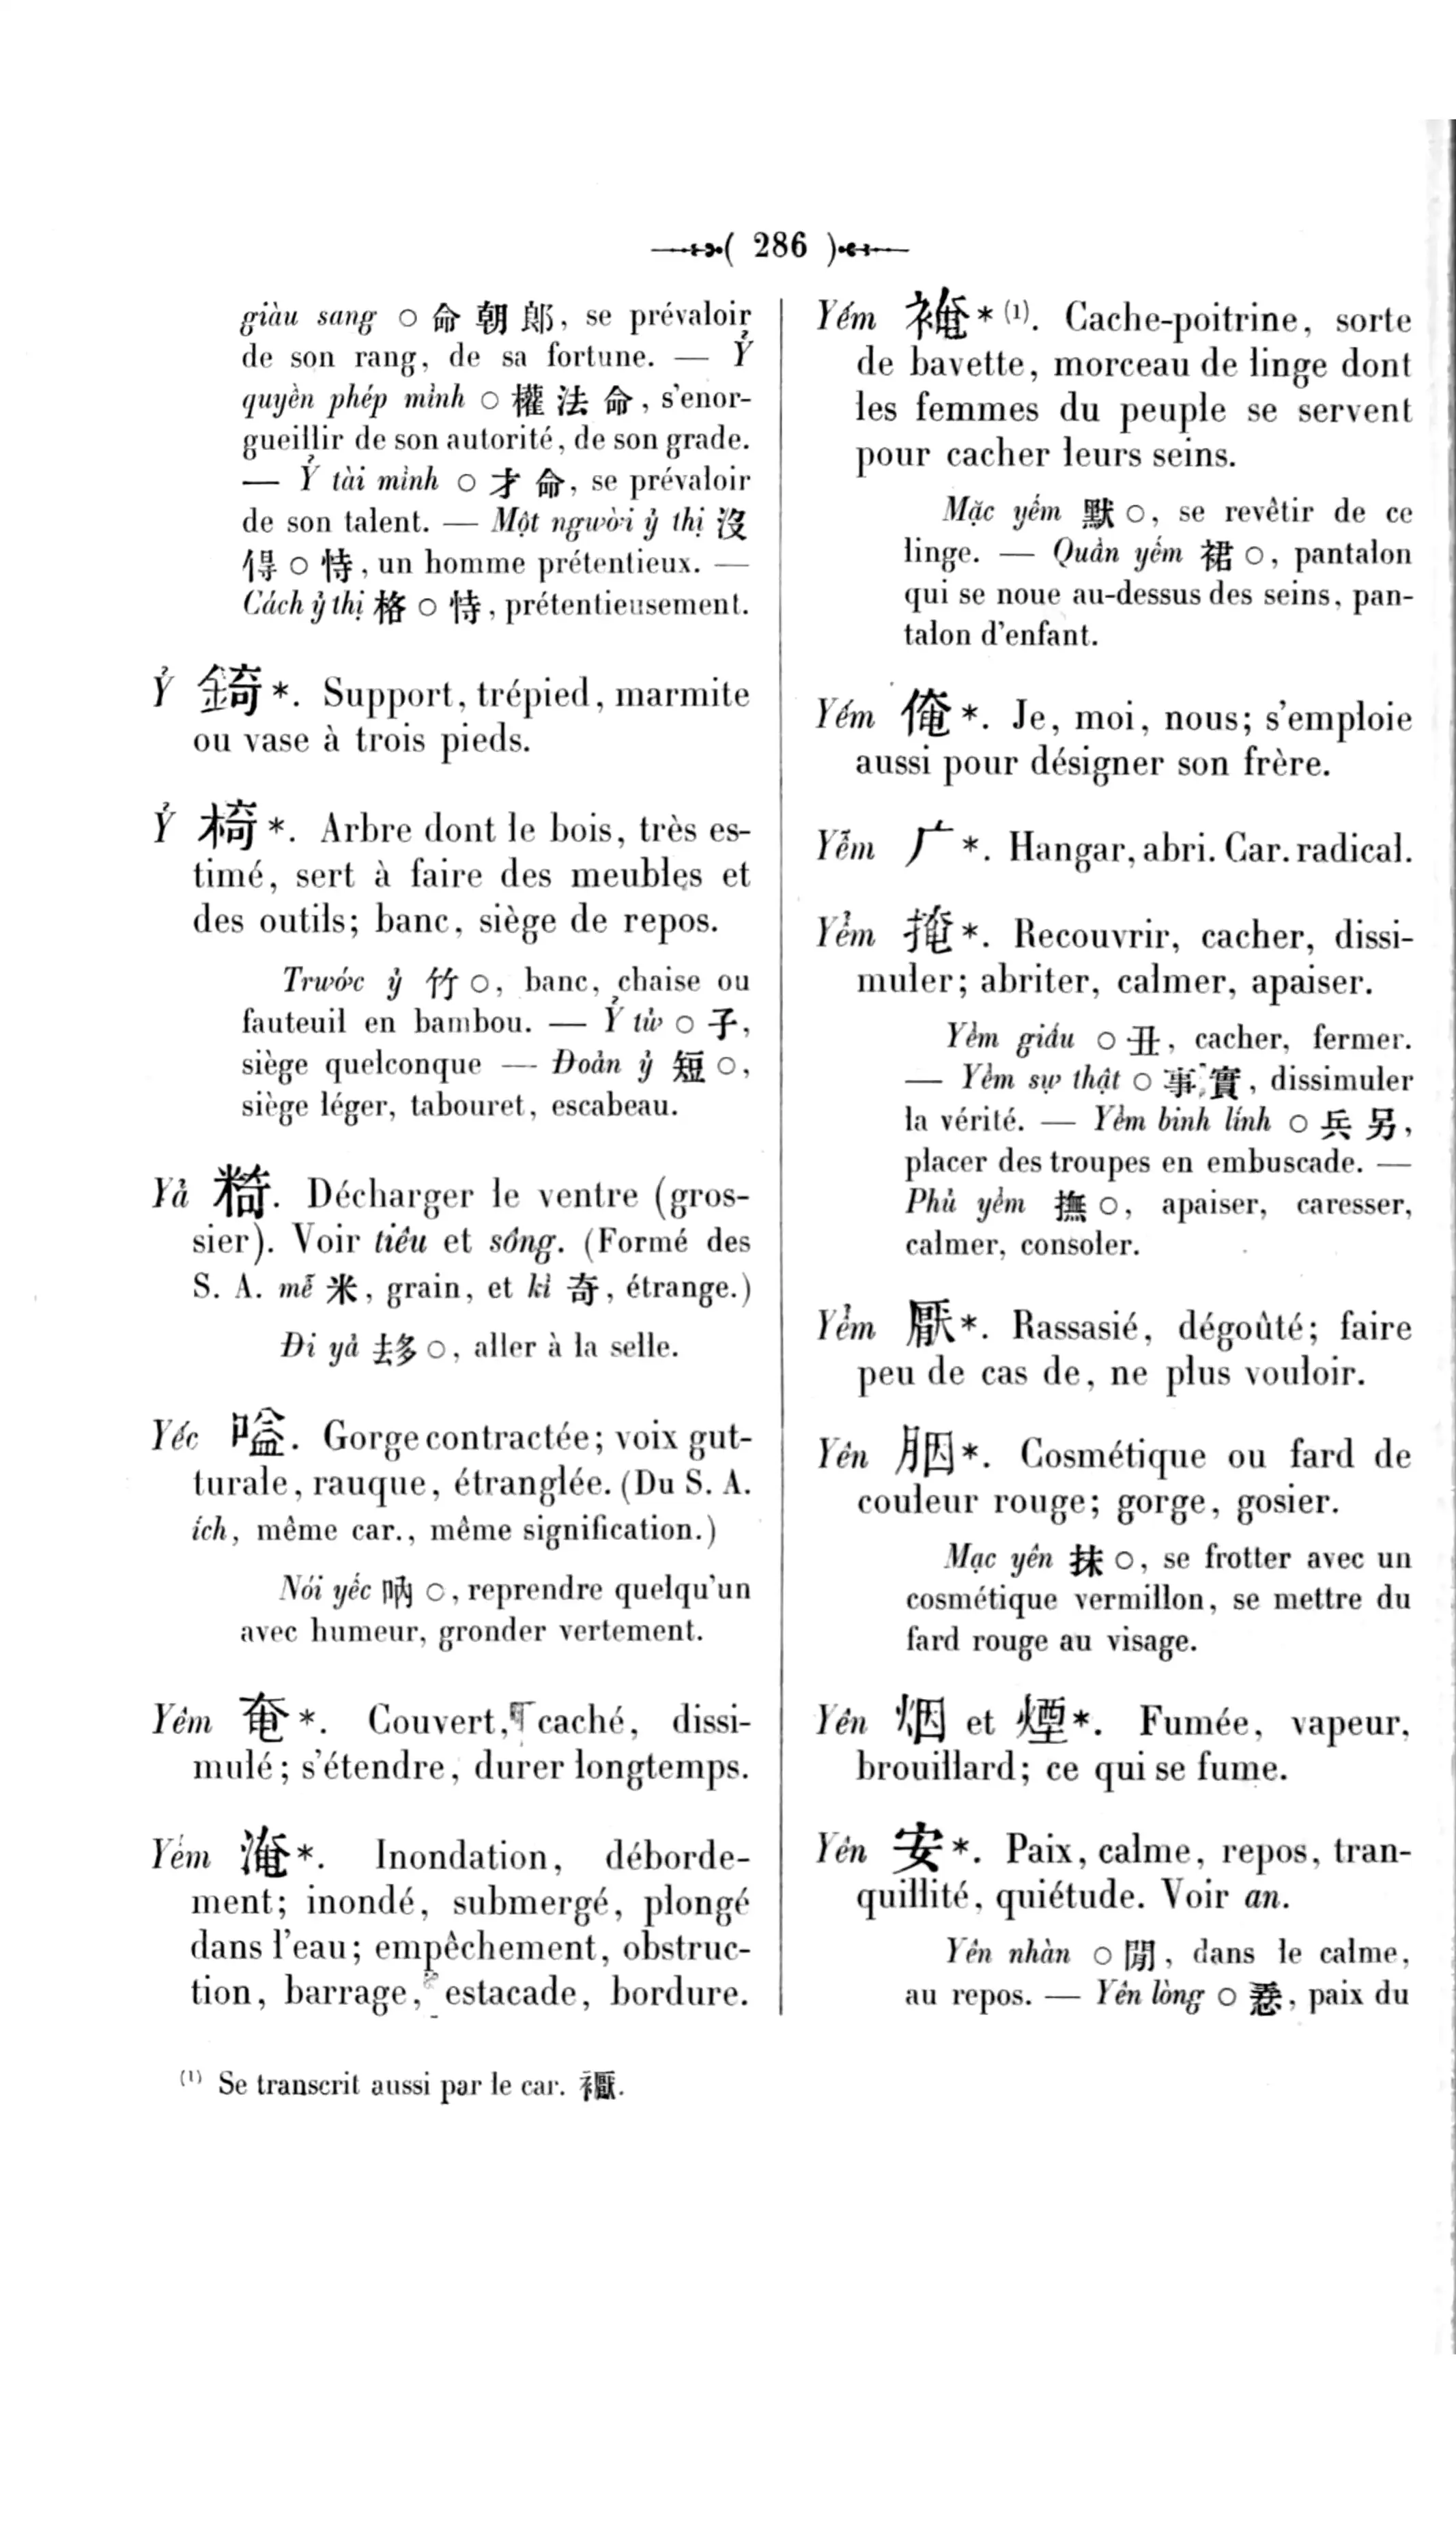 ( 286 )
giàu sang ○ 命 朝 郎, se prévaloir
de son rang, de sa fortune. — Ỷ
quyền phép mình ○ 權 法 命, s'enor-
gueillir de son autorité, de son grade.
— Ỷ tài mình ○ 才 命, se prévaloir
de son talent. — Một người ỷ thị 沒
得 ○ 恃, un homme prétentieux. —
Cách ỷ thị 格 ○ 恃, prétentieusement.
Ỷ 錡*. Support, trépied, marmite
ou vase à trois pieds.
Ỷ 椅*. Arbre dont le bois, très es-
timé, sert à faire des meubles et
des outils; banc, siège de repos.
Trước ỷ 竹 ○, banc, chaise ou
fauteuil en bambou. — Ỷ tử ○ 子,
siège quelconque — Đoản ỷ 短 ○,
siège léger, tabouret, escabeau.
Yả 𥺒. Décharger le ventre (gros-
sier). Voir tiêu et sông. (Formé des
S. A. mễ 米, grain, et kì 奇, étrange.)
Đi yả 𠫾 ○, aller à la selle.
Yếc 嗌. Gorge contractée; voix gut-
turale, rauque, étranglée. (Du S. A.
ích, même car., même signification.)
Nói yếc 吶 ○, reprendre quelqu'un
avec humeur, gronder vertement.
Yêm 奄*. Couvert, caché, dissi-
mulé; s'étendre, durer longtemps.
Yêm 淹*. Inondation, déborde-
ment; inondé, submergé, plongé
dans l'eau; empêchement, obstruc-
tion, barrage, estacade, bordure.
(1) Se transcrit aussi par le car. 𧞣.
Yếm 裺* (1). Cache-poitrine, sorte
de bavette, morceau de linge dont
les femmes du peuple se servent
pour cacher leurs seins.
Mặc yếm 默 ○, se revêtir de ce
linge. — Quần yếm 裙 ○, pantalon
qui se noue au-dessus des seins, pan-
talon d'enfant.
Yếm 俺*. Je, moi, nous; s'emploie
aussi pour désigner son frère.
Yễm 广*. Hangar, abri. Car. radical.
Yểm 掩*. Recouvrir, cacher, dissi-
muler; abriter, calmer, apaiser.
Yểm giấu ○ 丑, cacher, fermer.
— Yểm sự thật ○ 事 實, dissimuler
la vérité. — Yểm binh lính ○ 兵 另,
placer des troupes en embuscade. —
Phủ yểm 撫 ○, apaiser, caresser,
calmer, consoler.
Yểm 厭*. Rassasié, dégoûté; faire
peu de cas de, ne plus vouloir.
Yên 胭*. Cosmétique ou fard de
couleur rouge; gorge, gosier.
Mạc yên 抹 ○, se frotter avec un
cosmétique vermillon, se mettre du
fard rouge au visage.
Yên 烟 et 煙*. Fumée, vapeur,
brouillard; ce qui se fume.
Yên 安*. Paix, calme, repos, tran-
quillité, quiétude. Voir an.
Yên nhàn ○ 閒, dans le calme,
au repos. — Yên lòng ○ 𢚸, paix du